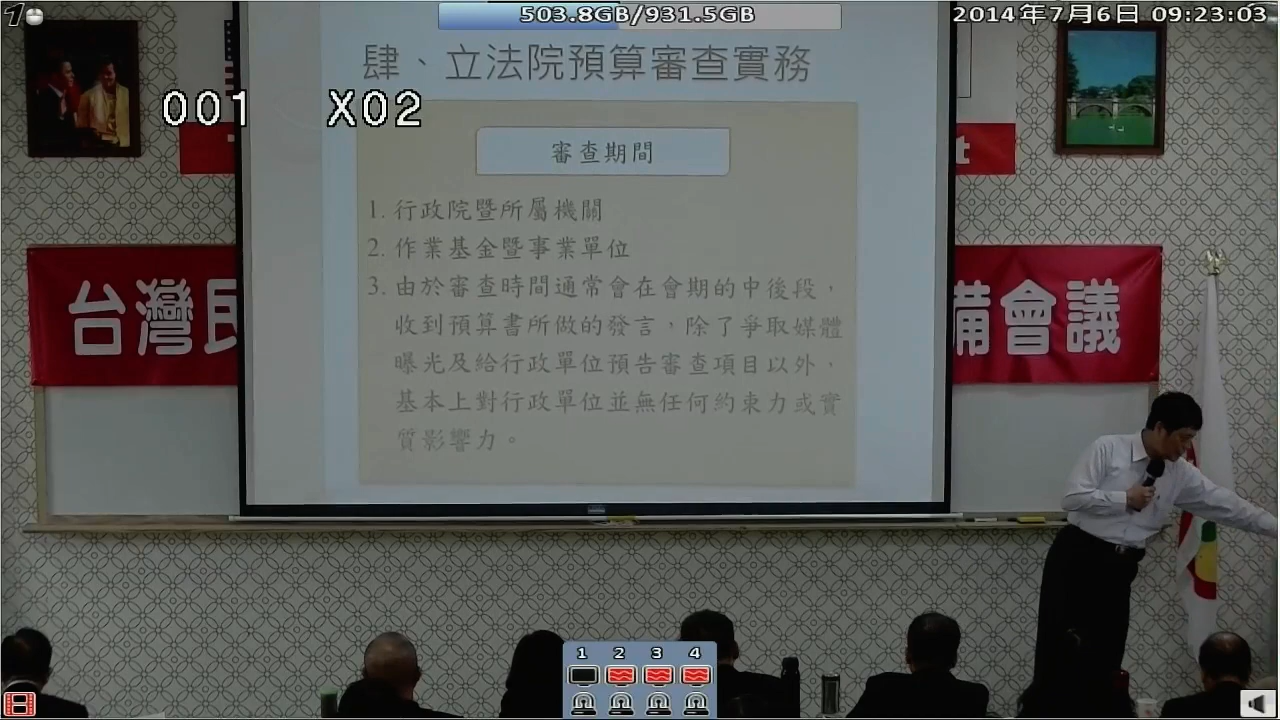 503.8GB/931.5GB
2014年7月6日 09:23:03
肆、立法院預算審查實務
001 X02
審查期間
1. 行政院暨所屬機關
2. 作業基金暨事業單位
3. 由於審查時間通常會在會期的中後段，
收到預算書所做的發言，除了爭取媒體
曝光及給行政單位預告審查項目以外，
基本上對行政單位並無任何約束力或實
質影響力。
t
台灣民
備會議
1 2 3 4